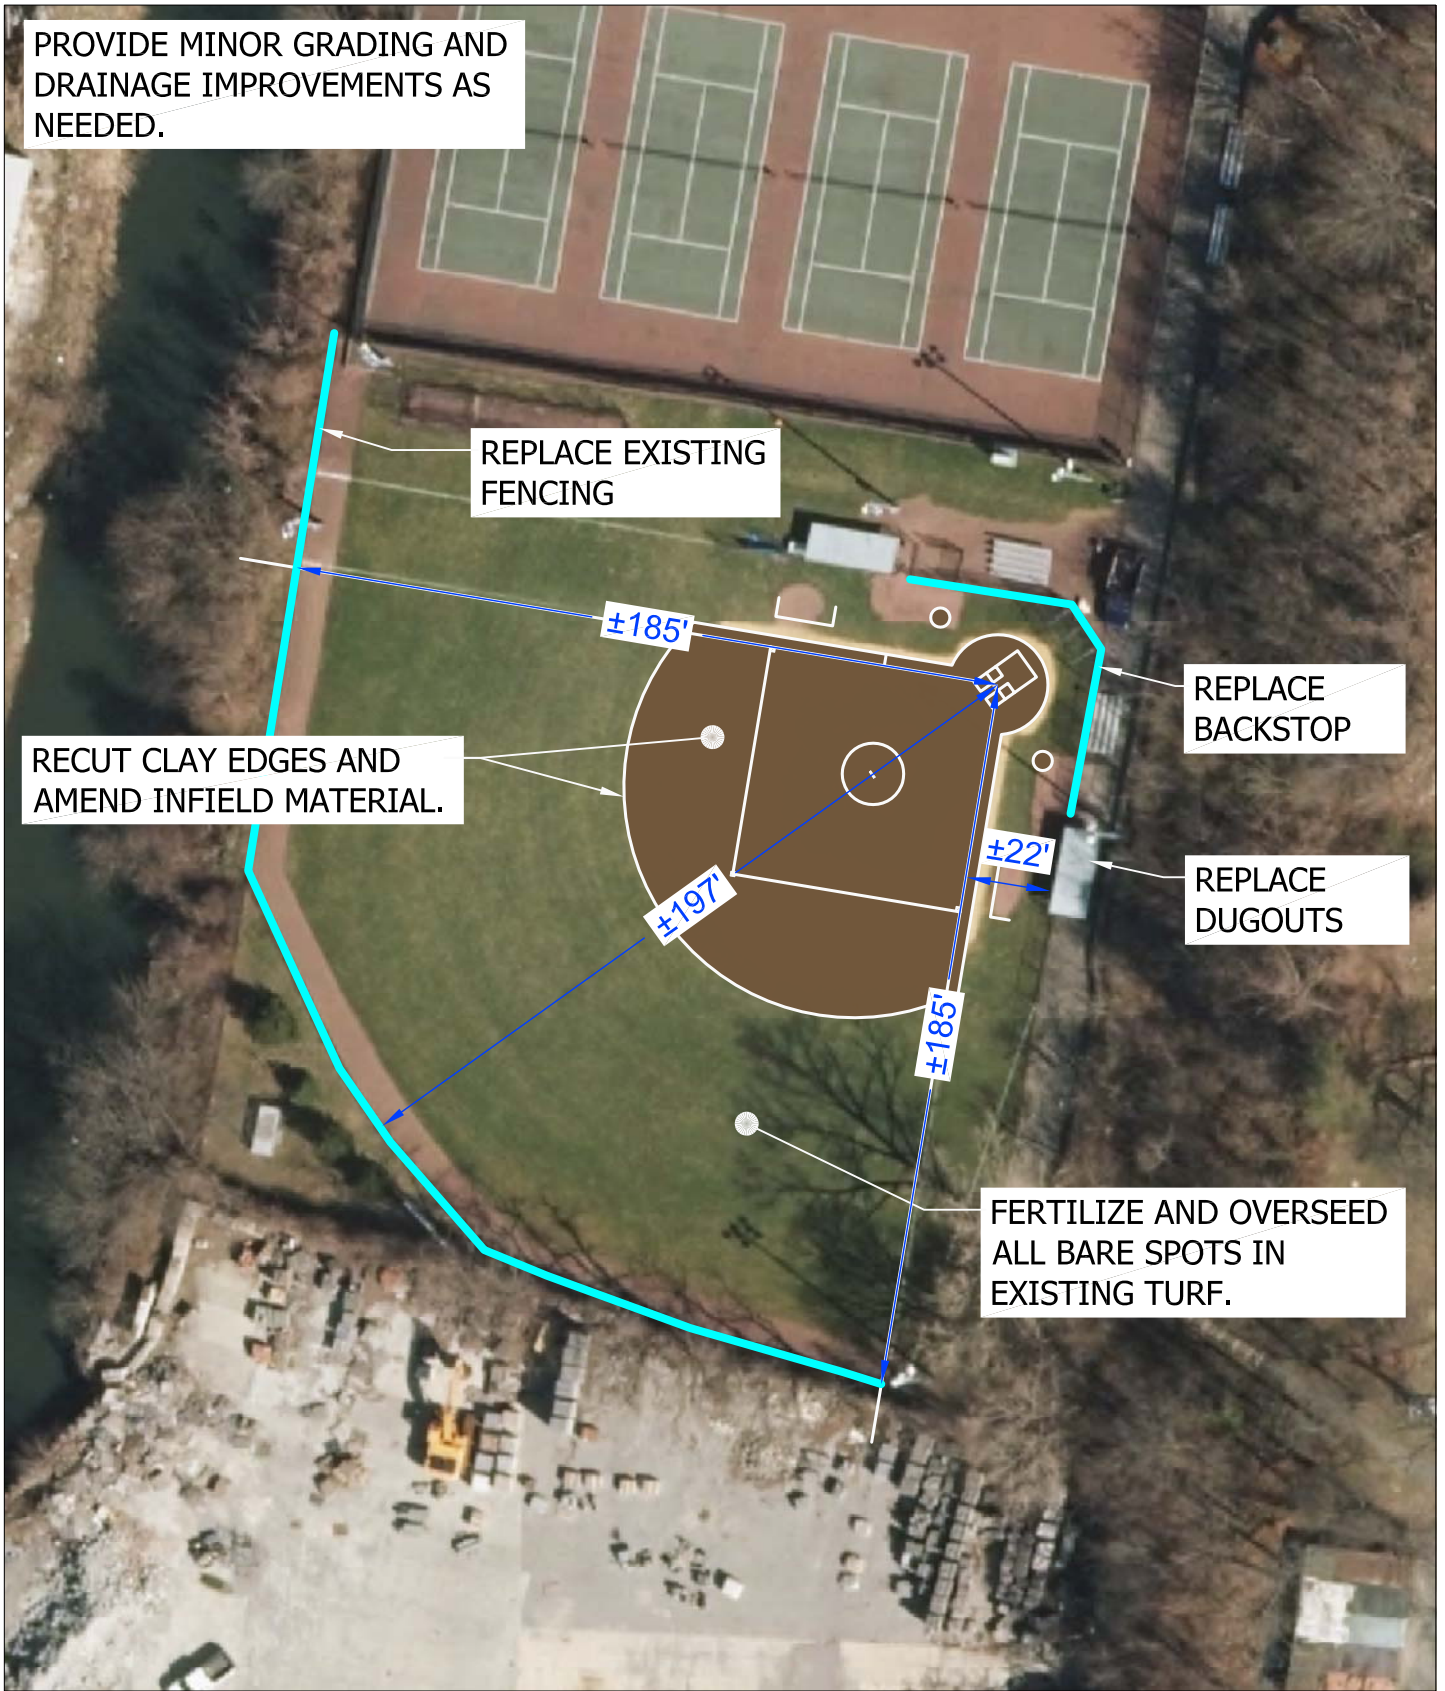 PROVIDE MINOR GRADING AND
DRAINAGE IMPROVEMENTS AS
NEEDED.
REPLACE EXISTING
FENCING
±185'
REPLACE
BACKSTOP
RECUT CLAY EDGES AND
AMEND INFIELD MATERIAL.
±22'
REPLACE
DUGOUTS
±197'
±185'
FERTILIZE AND OVERSEED
ALL BARE SPOTS IN
EXISTING TURF.